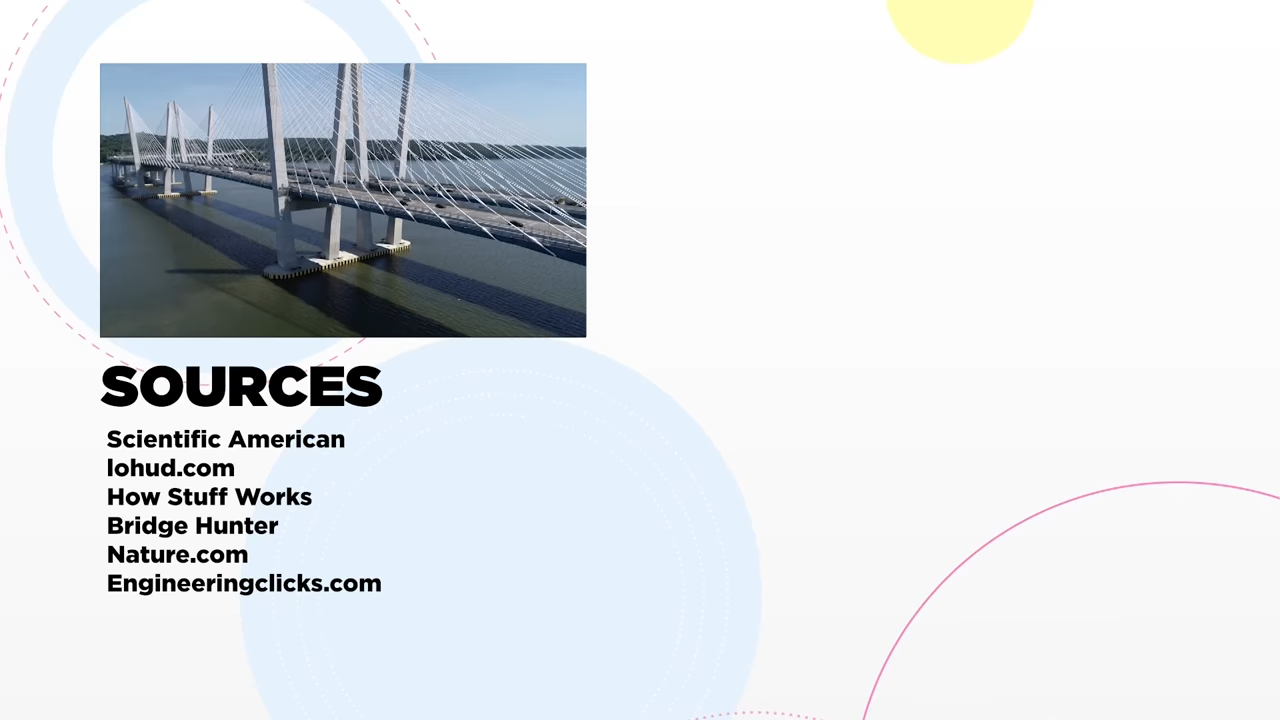 SOURCES
Scientific American
lohud.com
How Stuff Works
Bridge Hunter
Nature.com
Engineeringclicks.com